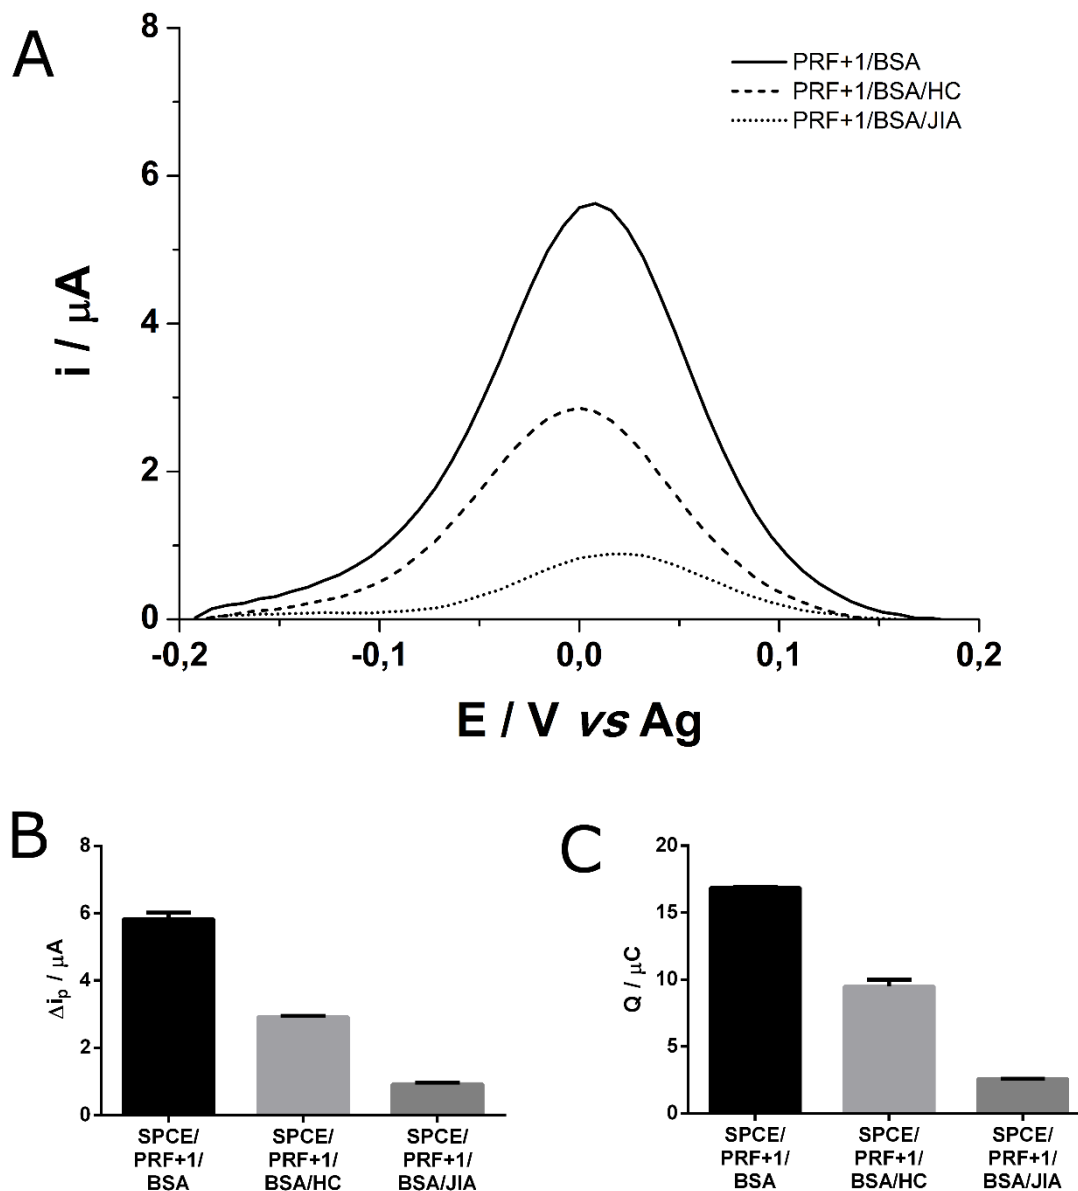 A
PRF+1/BSA
PRF+1/BSA/HC
PRF+1/BSA/JIA
8
6
4
2
0
i / μA
-0,2
-0,1
0,0
0,1
0,2
E / V vs Ag
B
8
6
4
2
0
Δip / μA
SPCE/
PRF+1/
BSA
SPCE/
PRF+1/
BSA/HC
SPCE/
PRF+1/
BSA/JIA
C
20
15
10
5
0
Q / μC
SPCE/
PRF+1/
BSA
SPCE/
PRF+1/
BSA/HC
SPCE/
PRF+1/
BSA/JIA